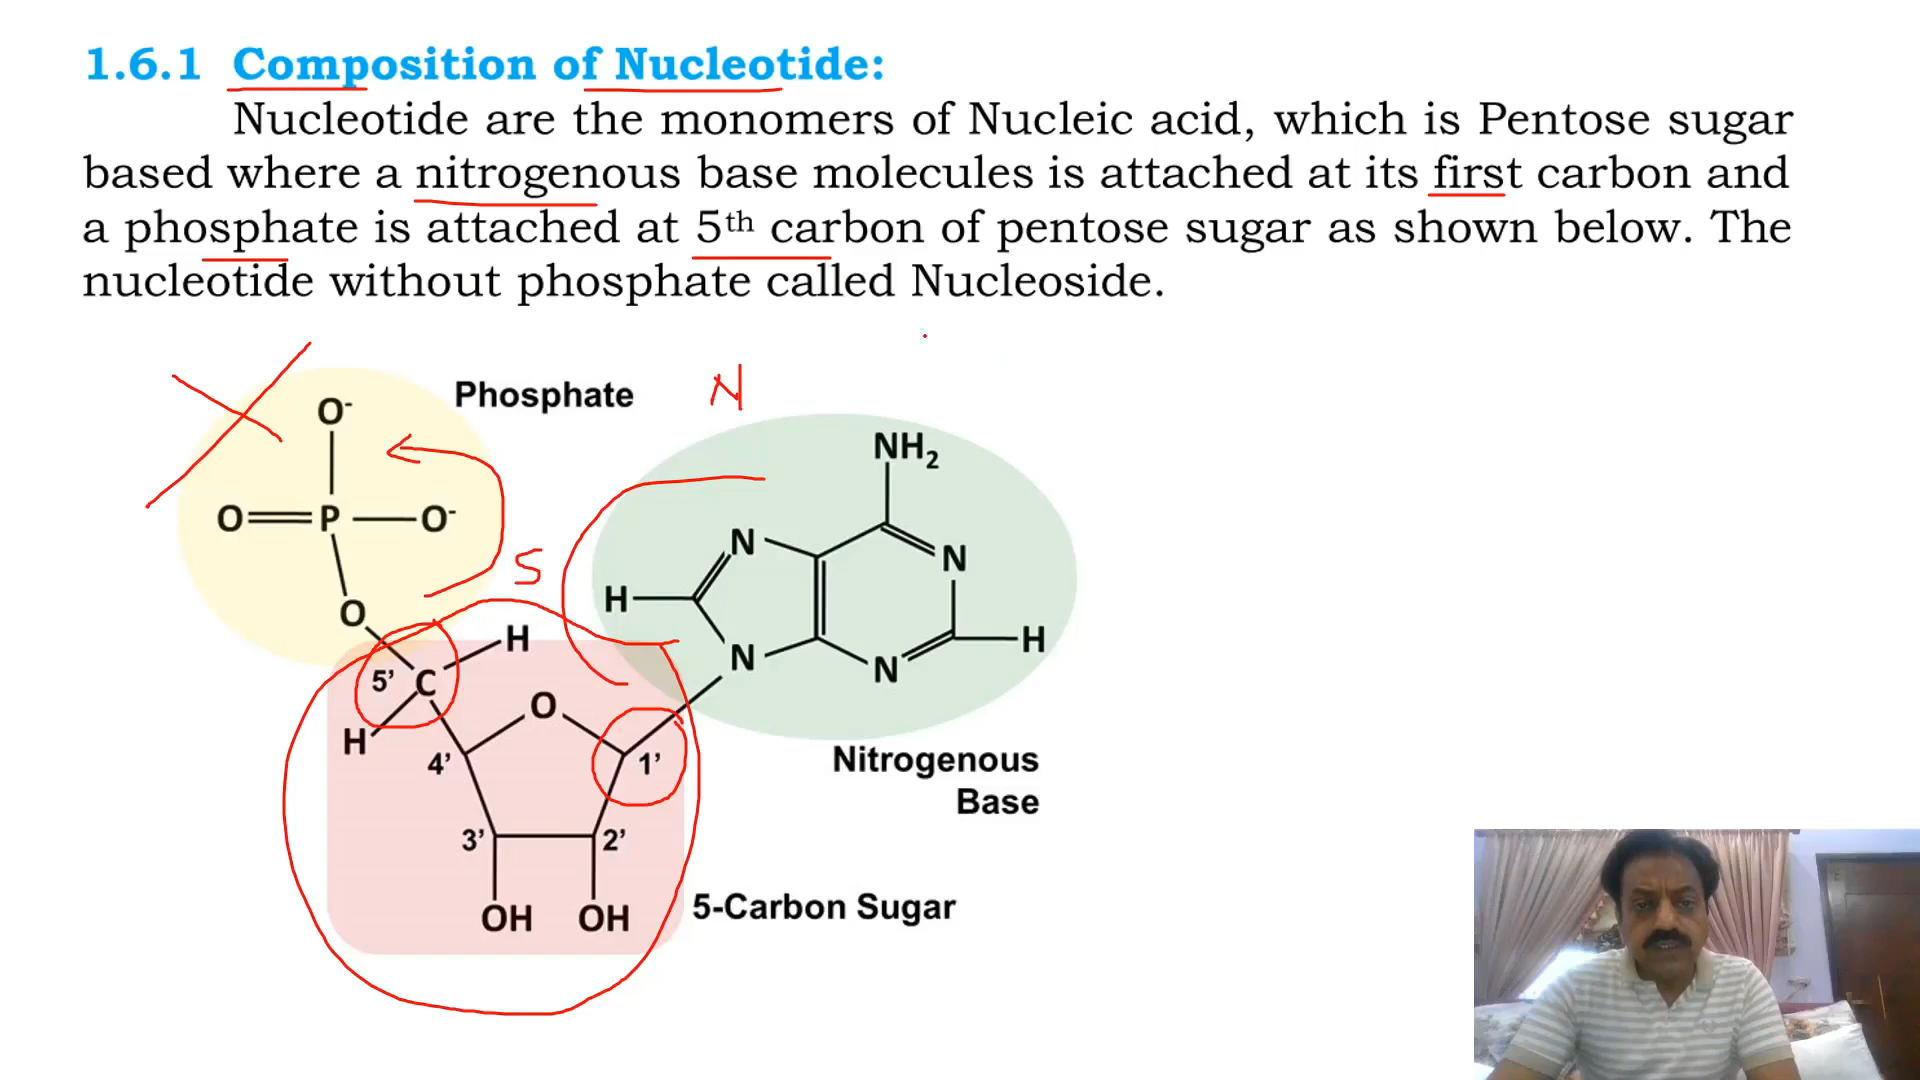 1.6.1 Composition of Nucleotide:
Nucleotide are the monomers of Nucleic acid, which is Pentose sugar
based where a nitrogenous base molecules is attached at its first carbon and
a phosphate is attached at 5th carbon of pentose sugar as shown below. The
nucleotide without phosphate called Nucleoside.
Phosphate
N
O-
NH2
O
P
O-
S
N
N
H
H
O
H
N
N
5'
C
O
H
4'
1'
Nitrogenous
Base
3'
2'
OH
OH
5-Carbon Sugar